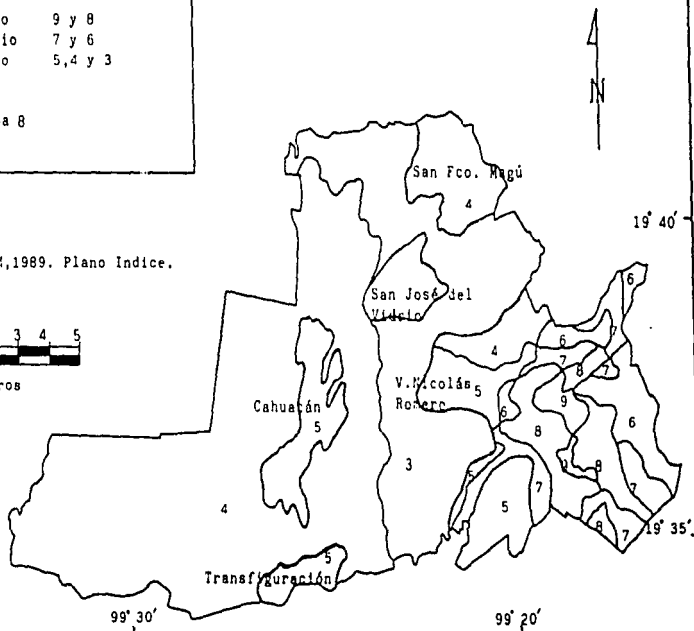 o 9 y 8
io 7 y 6
o 5,4 y 3
a 8
N
San Fco. Magú
4
19° 40'
,1989. Plano Indice.
6
San José del
Vidrio
3 4 5
ros
7
6
4
7
8
7
V.Nicolás
Romero
5
9
Cahuacán
5
6
6
8
3
9
8
5
7
4
5
7
8
7
19° 35'
5
Transfiguración
99° 30'
99° 20'